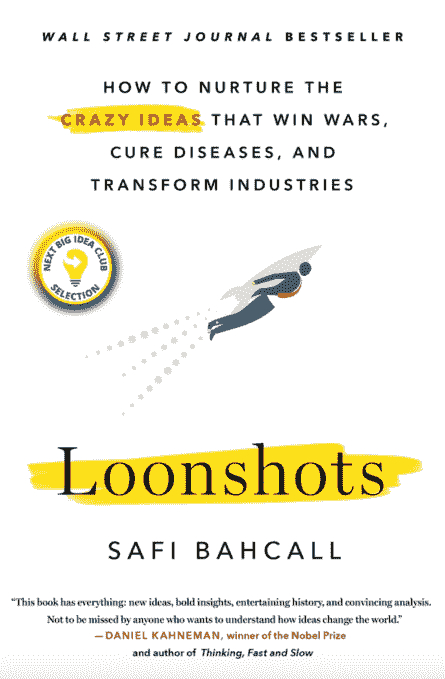 WALL STREET JOURNAL BESTSELLER
HOW TO NURTURE THE
CRAZY IDEAS THAT WIN WARS,
CURE DISEASES, AND
TRANSFORM INDUSTRIES
NEXT BIG IDEA CLUB
SELECTION
Loonshots
SAFI BAHCALL
“This book has everything: new ideas, bold insights, entertaining history, and convincing analysis.
Not to be missed by anyone who wants to understand how ideas change the world.”
—DANIEL KAHNEMAN, winner of the Nobel Prize
and author of Thinking, Fast and Slow